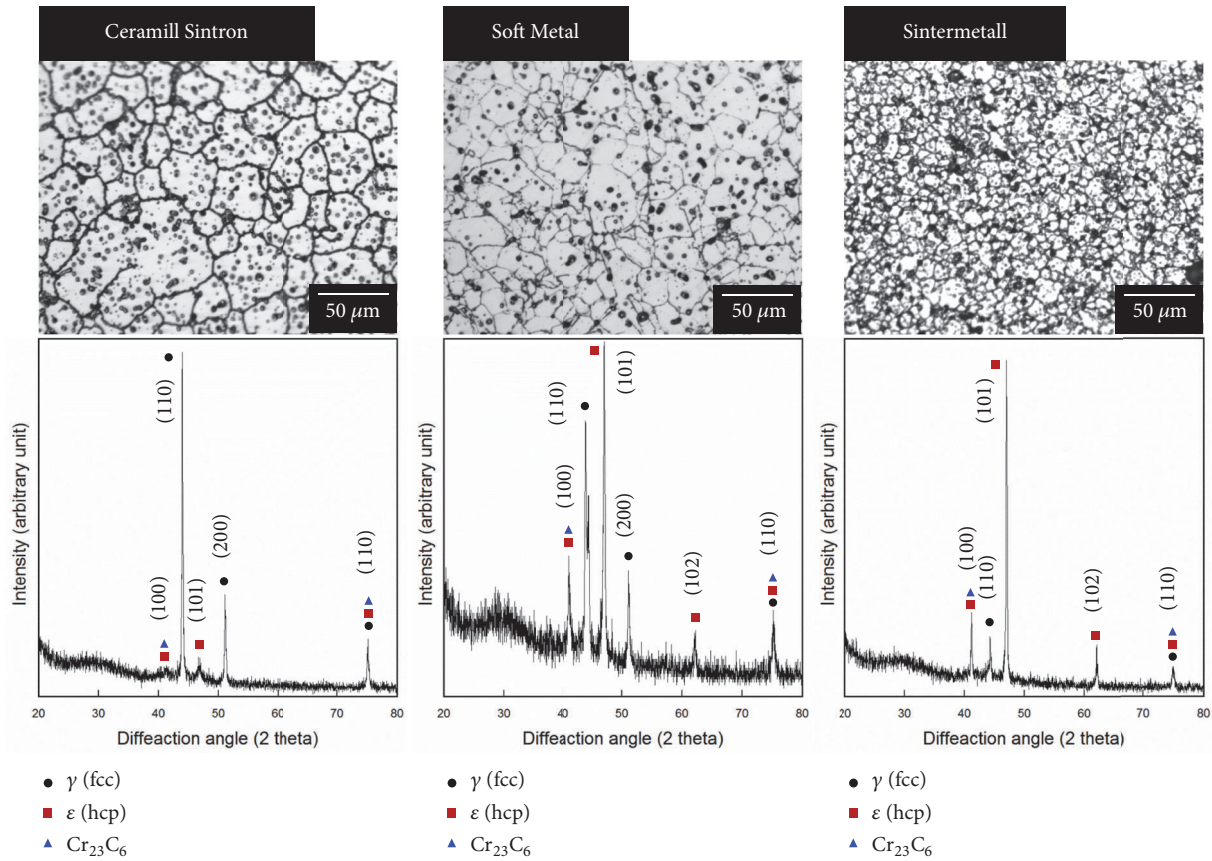 Ceramill Sintron
50 μm
Intensity (arbitrary unit)
(100)
(110)
(101)
(200)
(110)
20 30 40 50 60 70 80
Diffeaction angle (2 theta)
γ (fcc)
ε (hcp)
Cr₂₃C₆
Soft Metal
50 μm
Intensity (arbitrary unit)
(100)
(110)
(101)
(200)
(102)
(110)
20 30 40 50 60 70 80
Diffeaction angle (2 theta)
γ (fcc)
ε (hcp)
Cr₂₃C₆
Sintermetall
50 μm
Intensity (arbitrary unit)
(100)
(110)
(101)
(102)
(110)
20 30 40 50 60 70 80
Diffeaction angle (2 theta)
γ (fcc)
ε (hcp)
Cr₂₃C₆